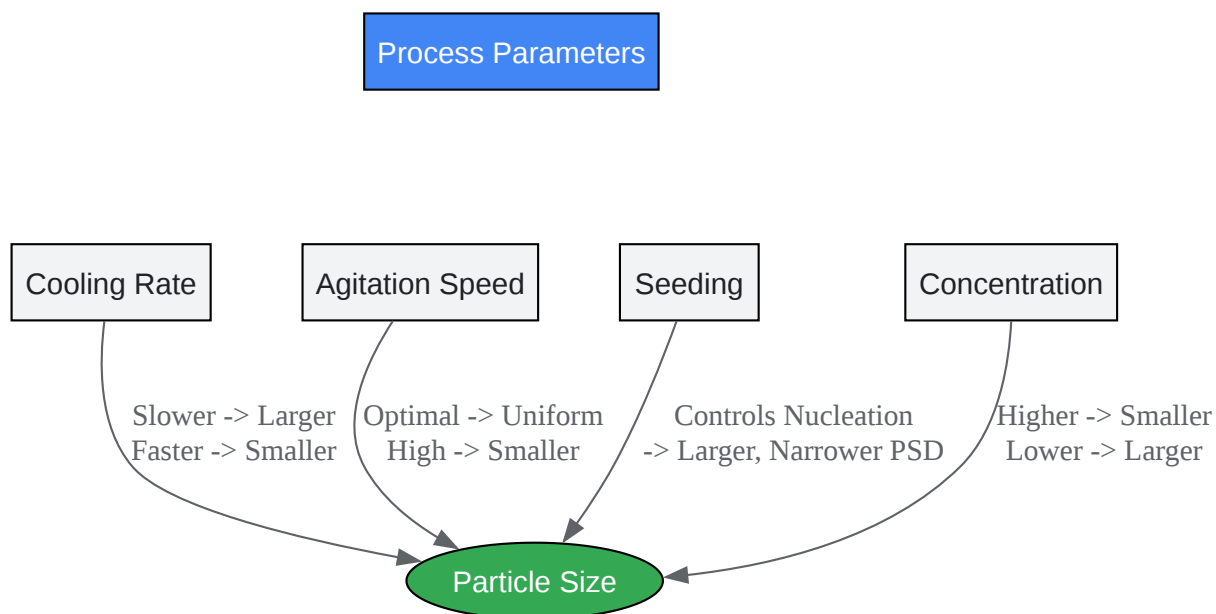 Process Parameters
Cooling Rate
Agitation Speed
Seeding
Concentration
Slower -> Larger
Faster -> Smaller
Optimal -> Uniform
High -> Smaller
Controls Nucleation
-> Larger, Narrower PSD
Higher -> Smaller
Lower -> Larger
Particle Size